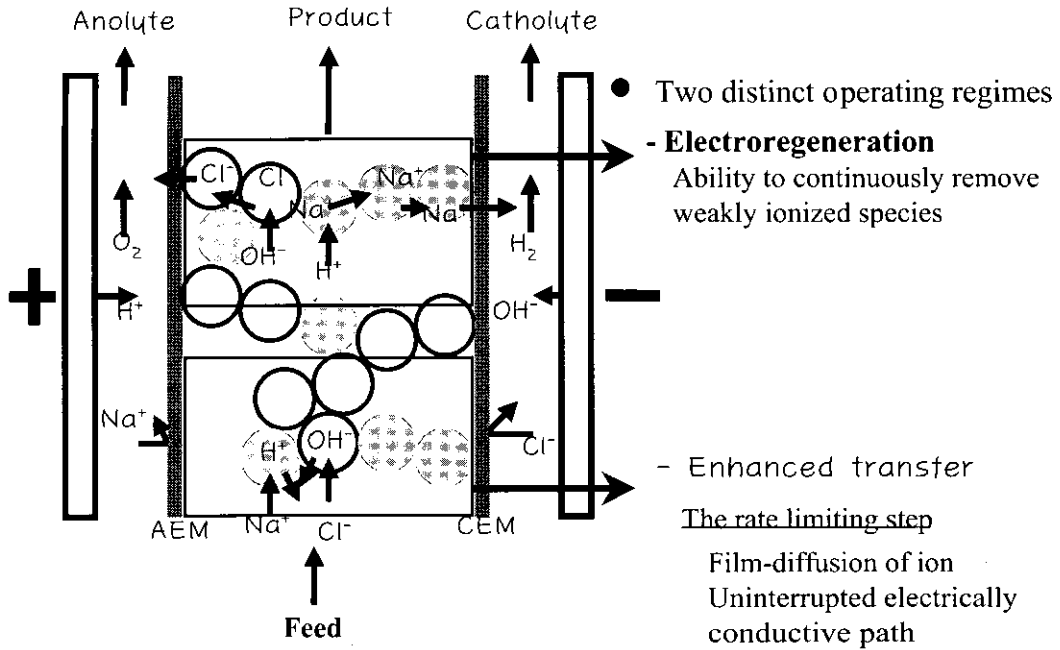 Anolyte
Product
Catholyte
● Two distinct operating regimes
- Electroregeneration
Ability to continuously remove
weakly ionized species
Cl⁻
Cl
Na⁺
Na
Na
O₂
OH⁻
H⁺
H₂
+
H⁺
OH⁻
−
Na⁺
H⁺
OH⁻
Cl⁻
- Enhanced transfer
AEM
Na⁺
Cl⁻
CEM
The rate limiting step
Film-diffusion of ion
Uninterrupted electrically
conductive path
Feed